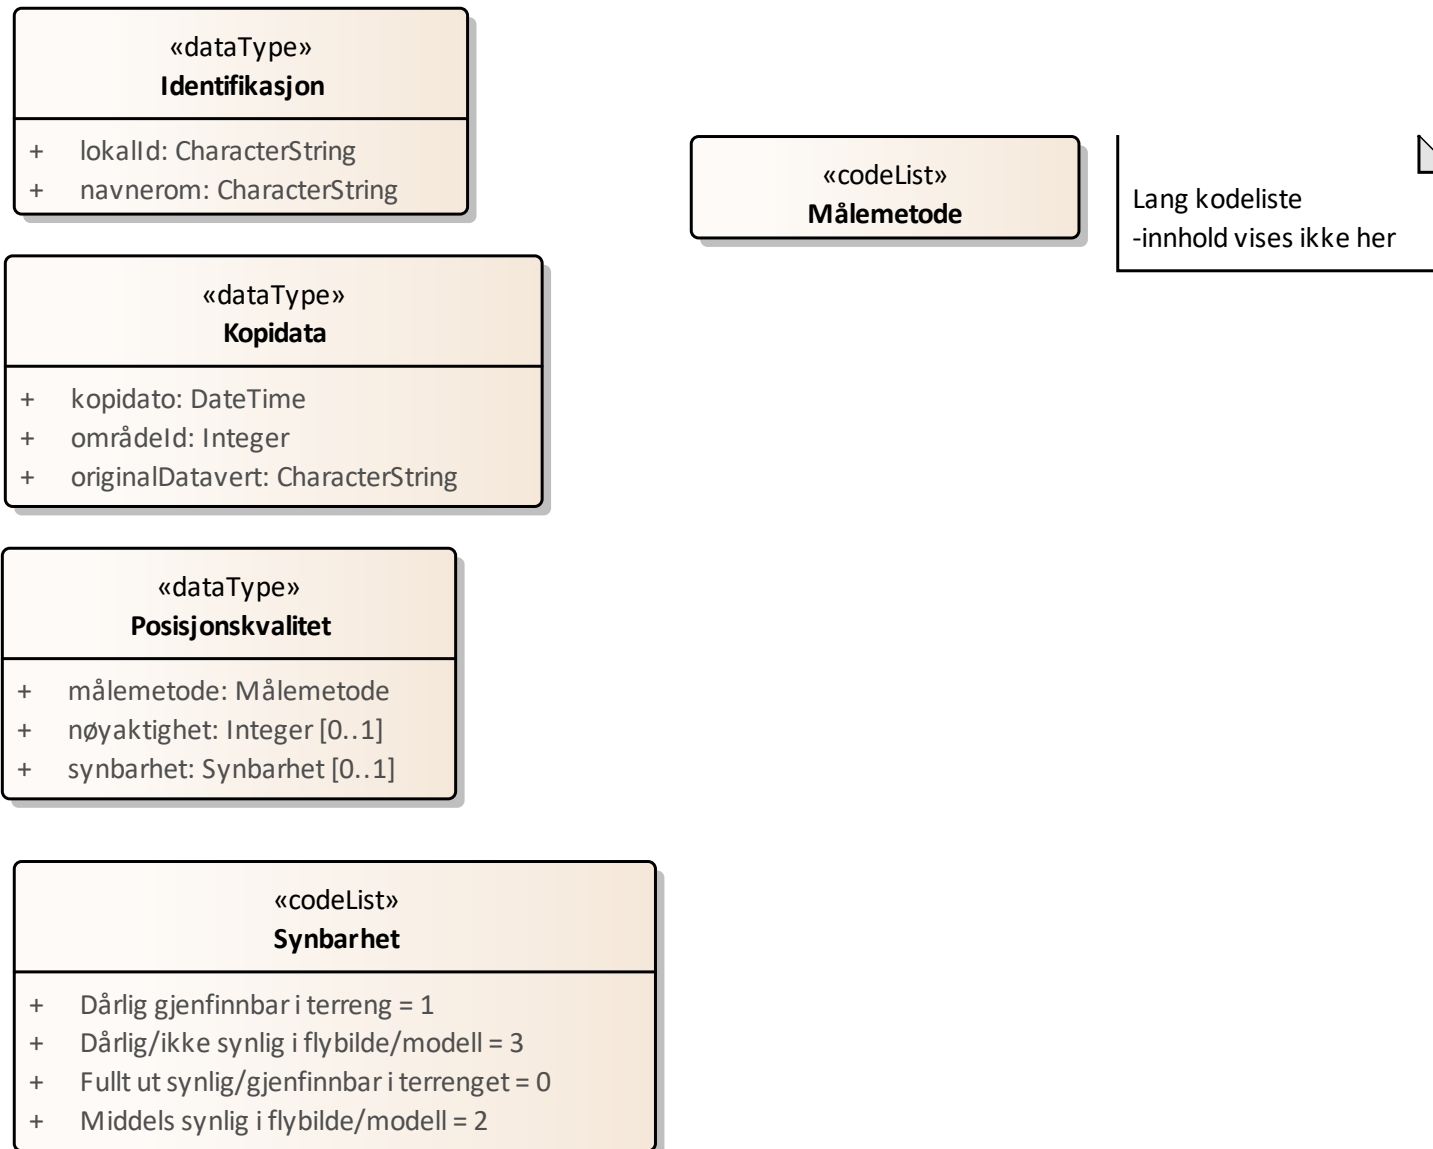 «dataType»
Identifikasjon
+ lokalId: CharacterString
+ navnerom: CharacterString
«codeList»
Målemetode
Lang kodeliste
-innhold vises ikke her
«dataType»
Kopidata
+ kopidato: DateTime
+ områdeId: Integer
+ originalDatavert: CharacterString
«dataType»
Posisjonskvalitet
+ målemetode: Målemetode
+ nøyaktighet: Integer [0..1]
+ synbarhet: Synbarhet [0..1]
«codeList»
Synbarhet
+ Dårlig gjenfinnbar i terreng = 1
+ Dårlig/ikke synlig i flybilde/modell = 3
+ Fullt ut synlig/gjenfinnbar i terrenget = 0
+ Middels synlig i flybilde/modell = 2